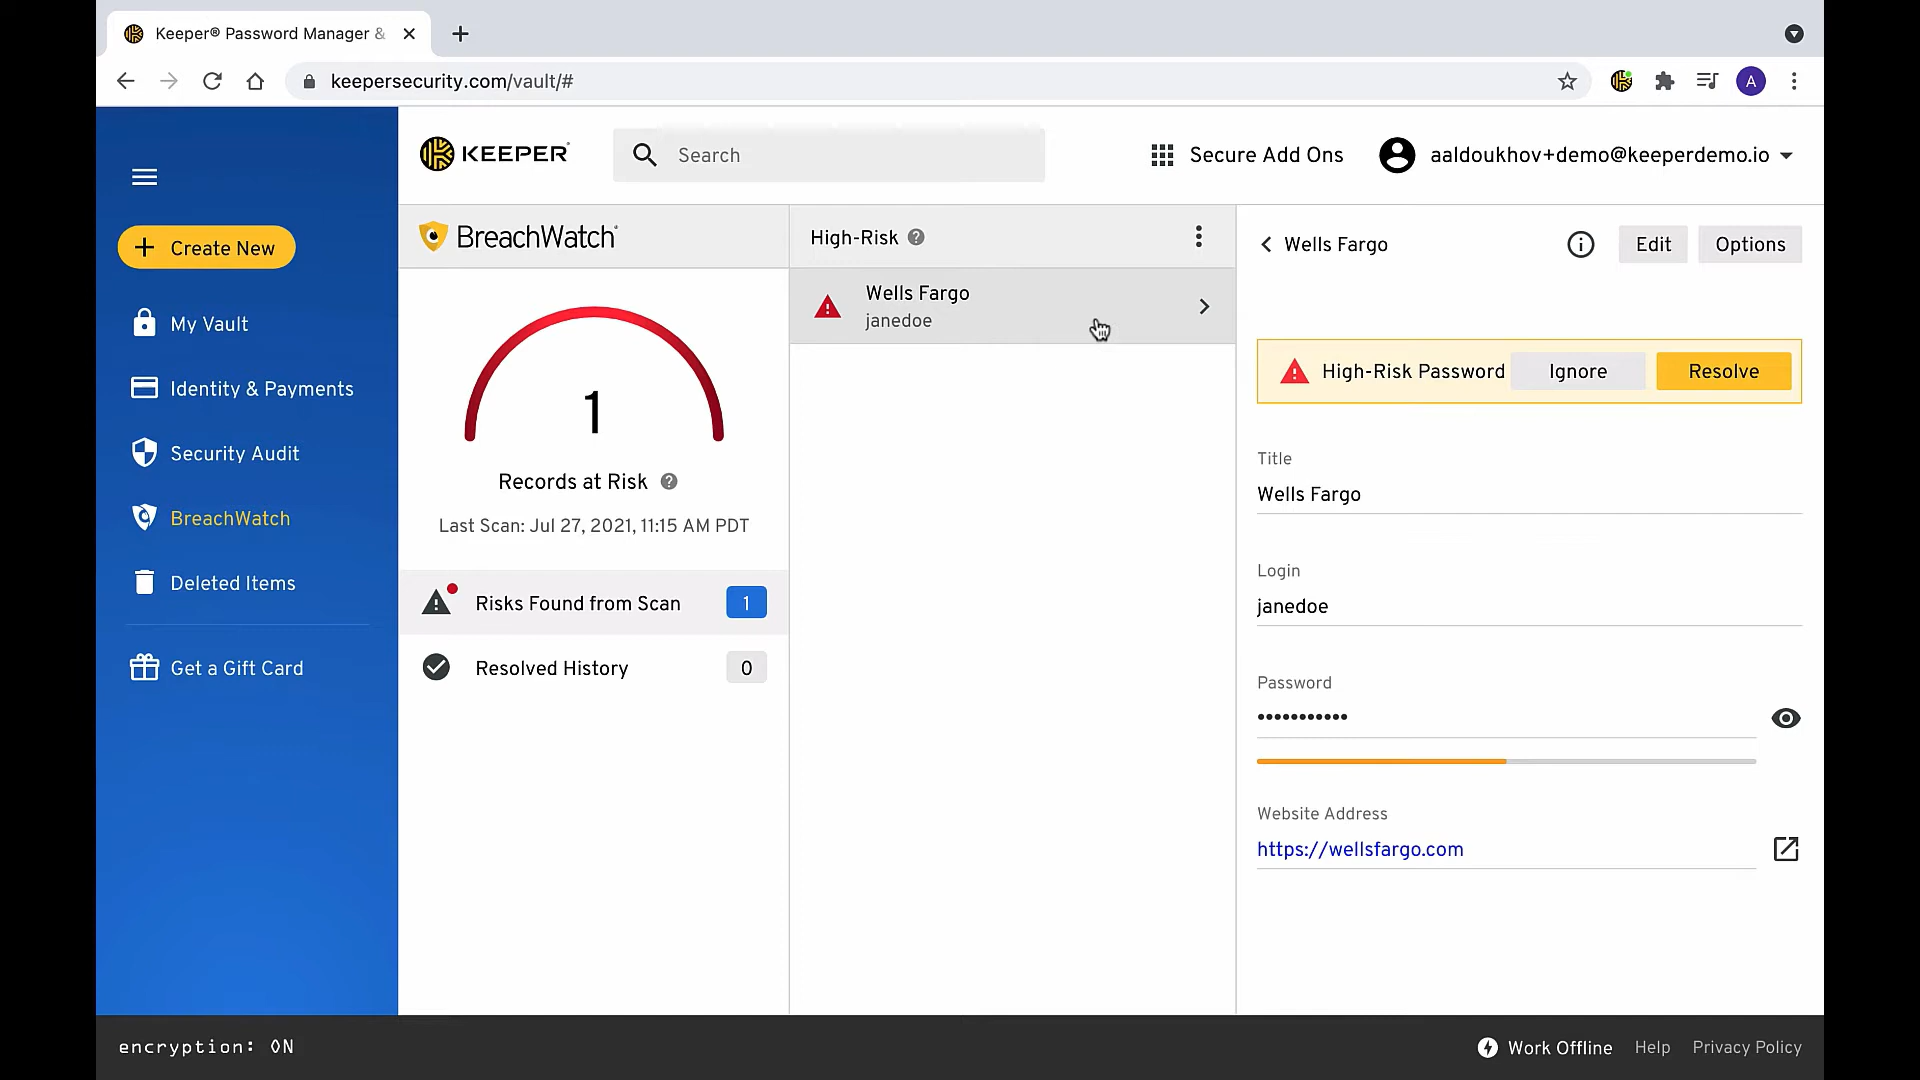 Keeper® Password Manager &
keepersecurity.com/vault/#
A
KEEPER
Search
Secure Add Ons
aaldoukhov+demo@keeperdemo.io
Create New
My Vault
Identity & Payments
Security Audit
BreachWatch
Deleted Items
Get a Gift Card
BreachWatch®
1
Records at Risk
Last Scan: Jul 27, 2021, 11:15 AM PDT
Risks Found from Scan 1
Resolved History 0
High-Risk
Wells Fargo
janedoe
Wells Fargo
Edit
Options
High-Risk Password
Ignore
Resolve
Title
Wells Fargo
Login
janedoe
Password
•••••••••••
Website Address
https://wellsfargo.com
encryption: ON
Work Offline
Help
Privacy Policy